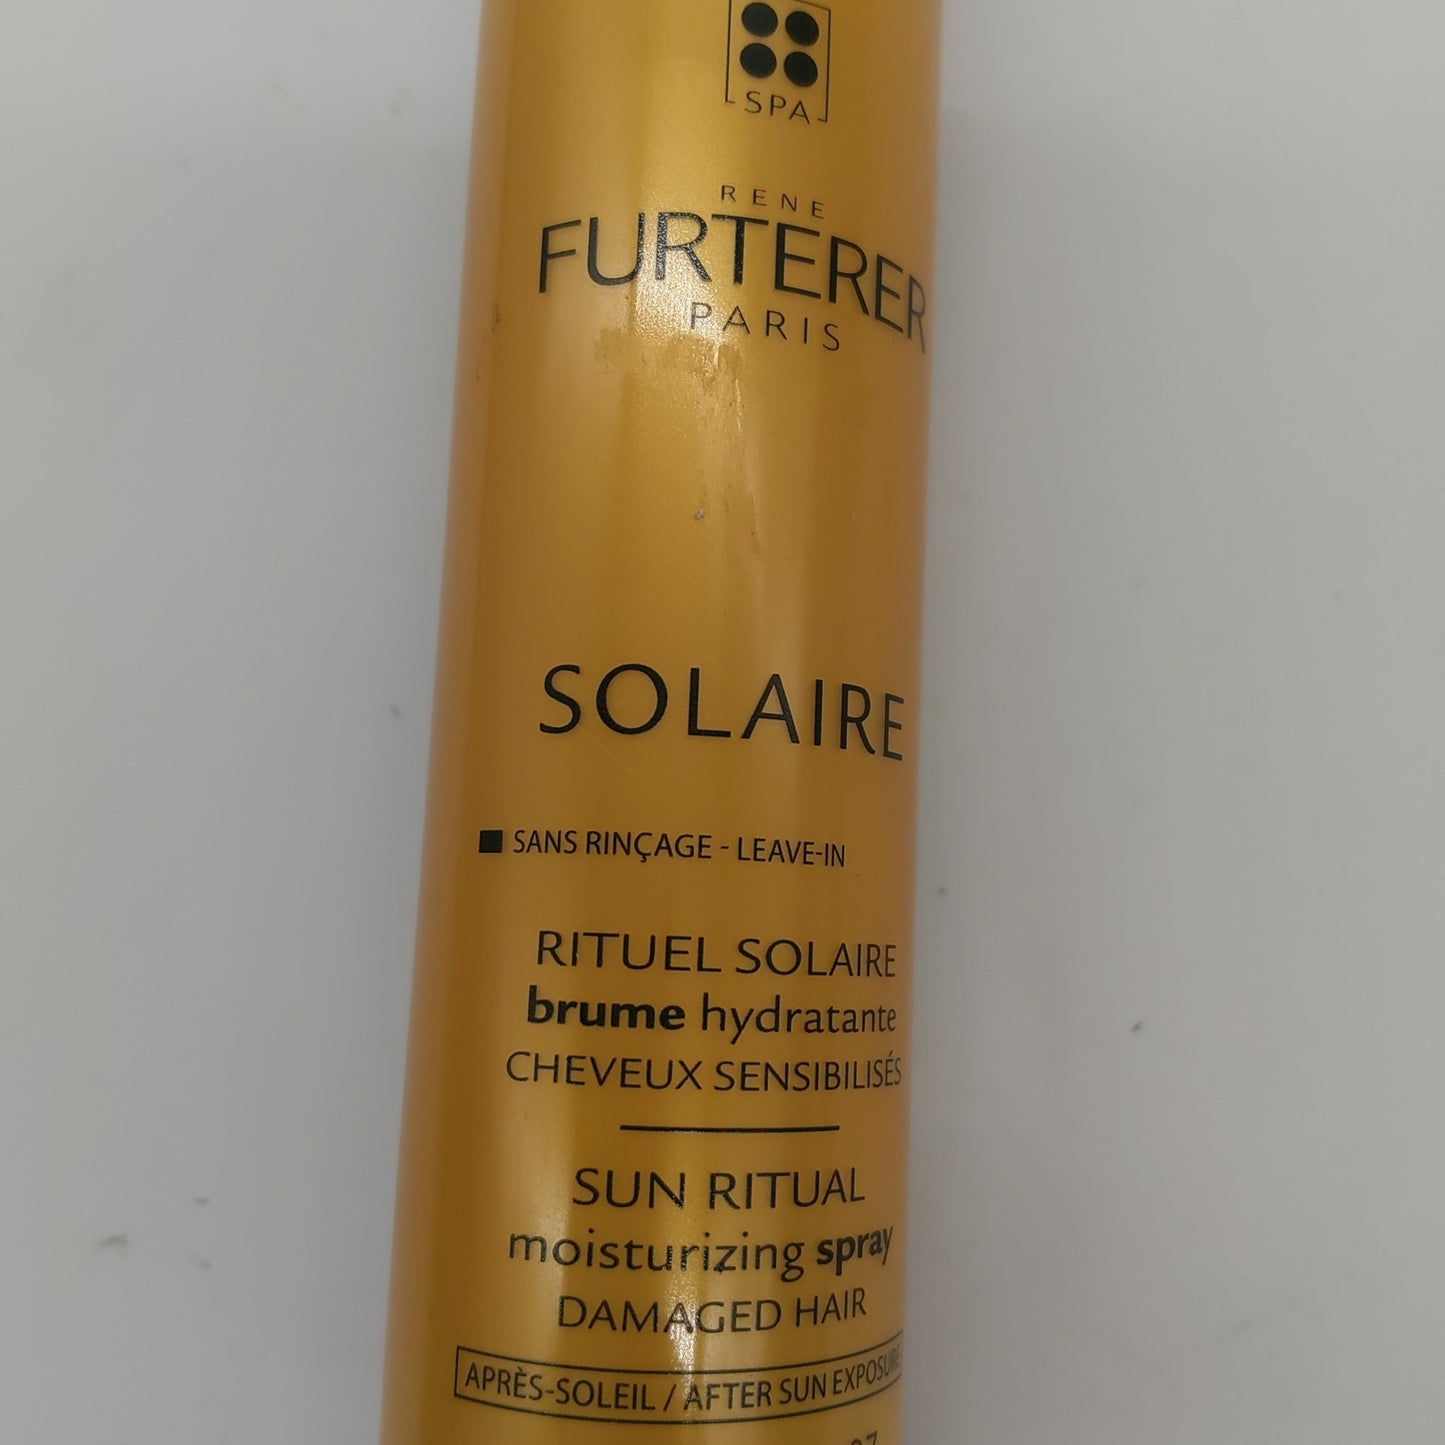 SPA
RENE
FURTERER
PARIS
SOLAIRE
SANS RINÇAGE - LEAVE-IN
RITUEL SOLAIRE
brume hydratante
CHEVEUX SENSIBILISÉS
SUN RITUAL
moisturizing spray
DAMAGED HAIR
APRÈS-SOLEIL / AFTER SUN EXPOSURE